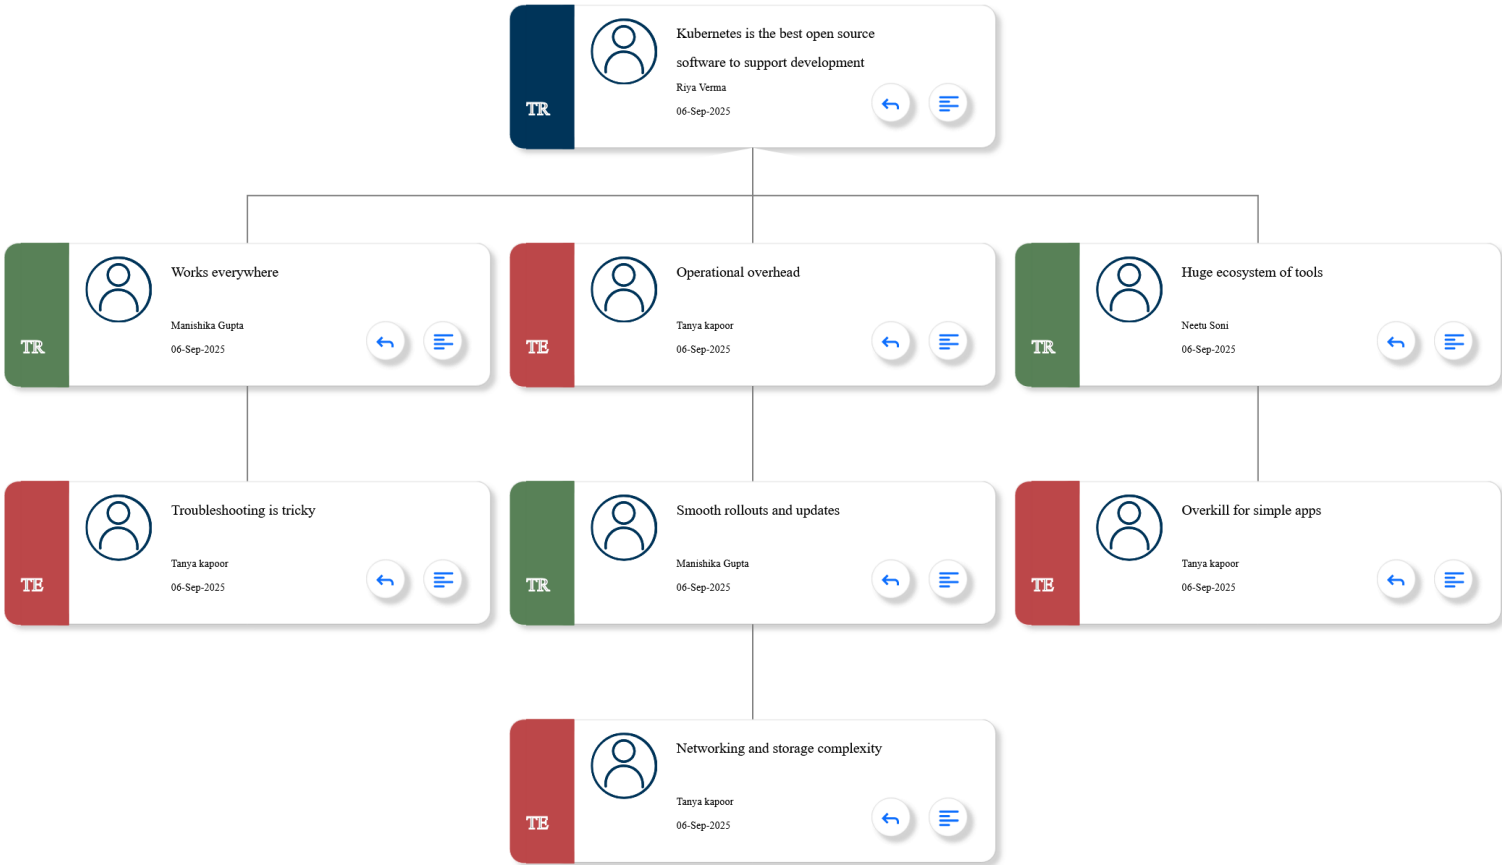 Kubernetes is the best open source
software to support development
Riya Verma
06-Sep-2025
TR
Works everywhere
Manishika Gupta
06-Sep-2025
TR
Operational overhead
Tanya kapoor
06-Sep-2025
TE
Huge ecosystem of tools
Neetu Soni
06-Sep-2025
TR
Troubleshooting is tricky
Tanya kapoor
06-Sep-2025
TE
Smooth rollouts and updates
Manishika Gupta
06-Sep-2025
TR
Overkill for simple apps
Tanya kapoor
06-Sep-2025
TE
Networking and storage complexity
Tanya kapoor
06-Sep-2025
TE